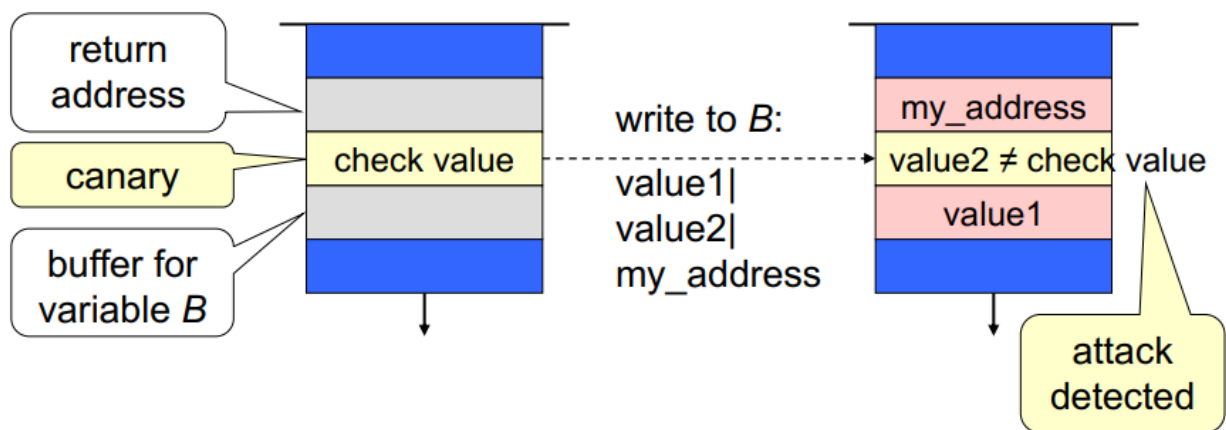 return
address
canary
buffer for
variable B
check value
write to B:
value1|
value2|
my_address
my_address
value2 ≠ check value
value1
attack
detected